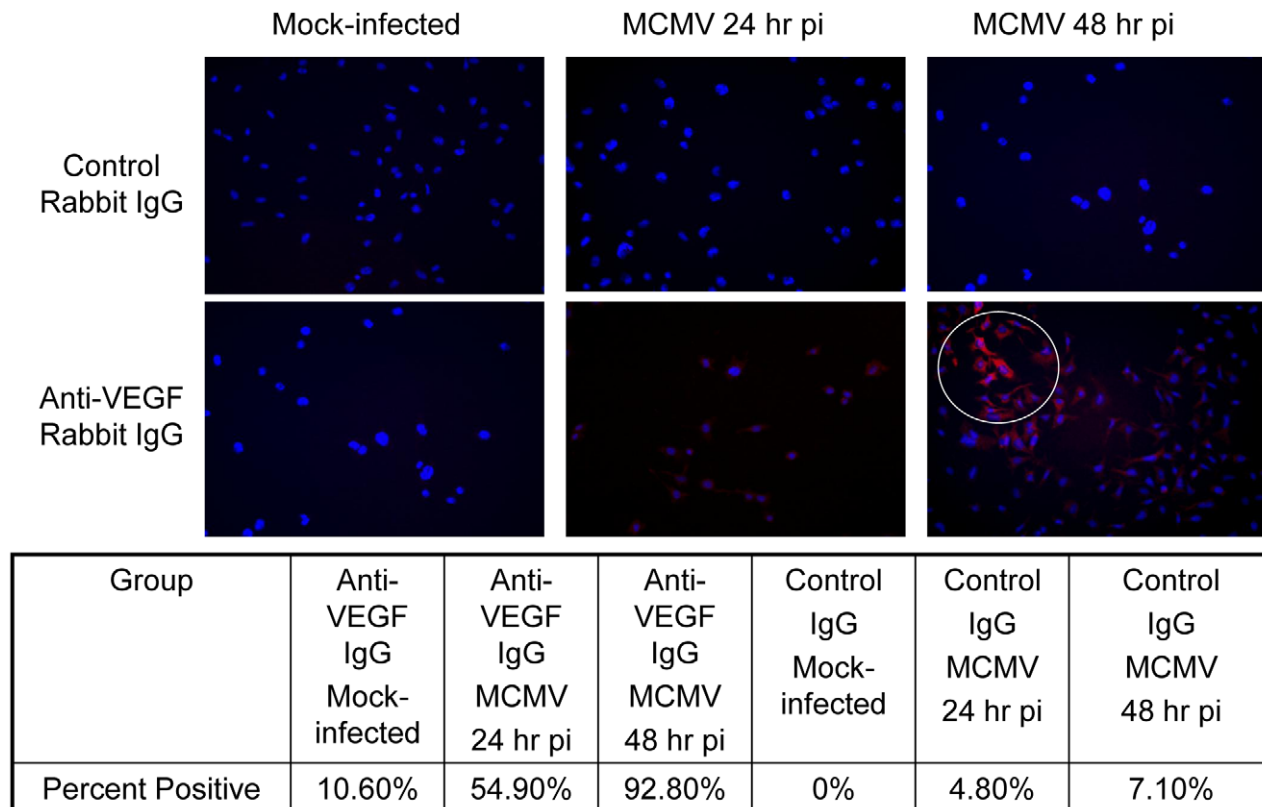 Mock-infected MCMV 24 hr pi MCMV 48 hr pi
Control
Rabbit IgG
Anti-VEGF
Rabbit IgG
Group
Anti-
VEGF
IgG
Mock-
infected
Anti-
VEGF
IgG
MCMV
24 hr pi
Anti-
VEGF
IgG
MCMV
48 hr pi
Control
IgG
Mock-
infected
Control
IgG
MCMV
24 hr pi
Control
IgG
MCMV
48 hr pi
Percent Positive 10.60% 54.90% 92.80% 0% 4.80% 7.10%